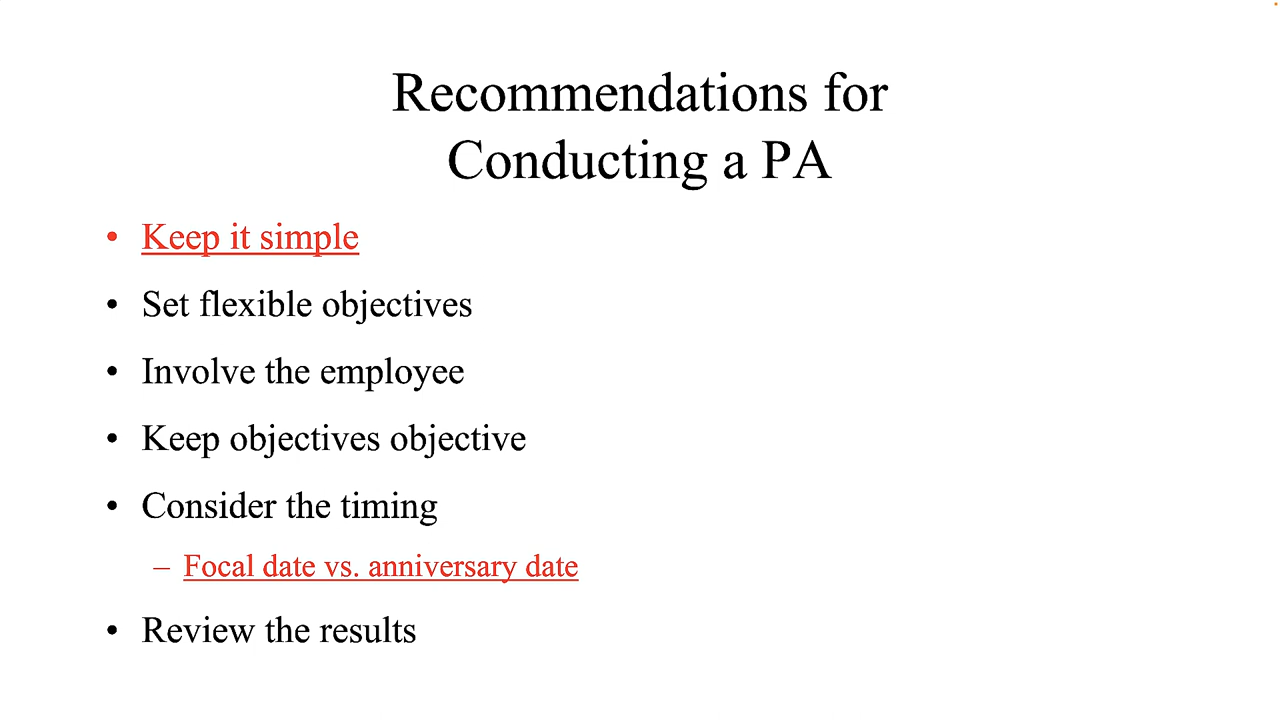 Recommendations for
Conducting a PA
• Keep it simple
• Set flexible objectives
• Involve the employee
• Keep objectives objective
• Consider the timing
– Focal date vs. anniversary date
• Review the results